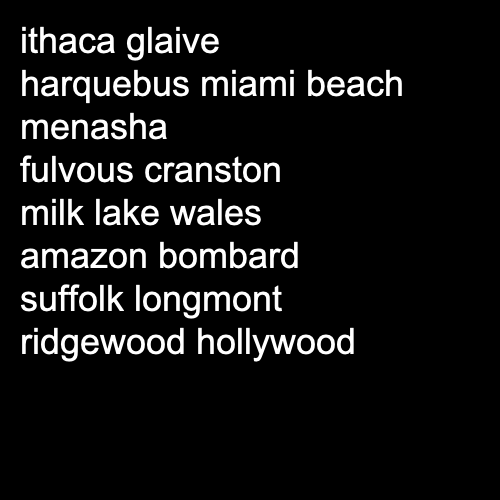 ithaca glaive
harquebus miami beach
menasha
fulvous cranston
milk lake wales
amazon bombard
suffolk longmont
ridgewood hollywood